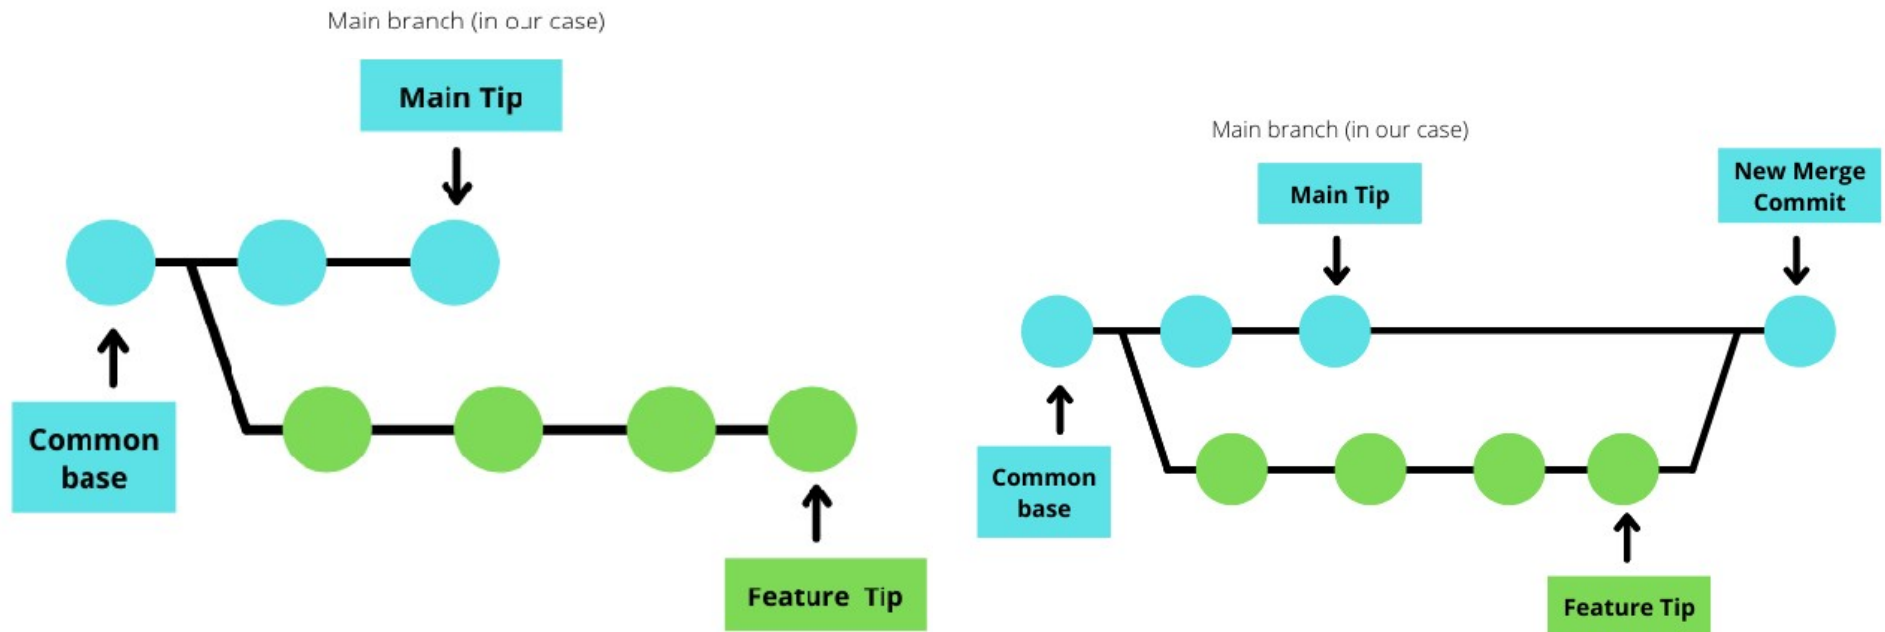 Main branch (in our case)
Main Tip
Common
base
Feature Tip
Main branch (in our case)
Main Tip
New Merge
Commit
Common
base
Feature Tip